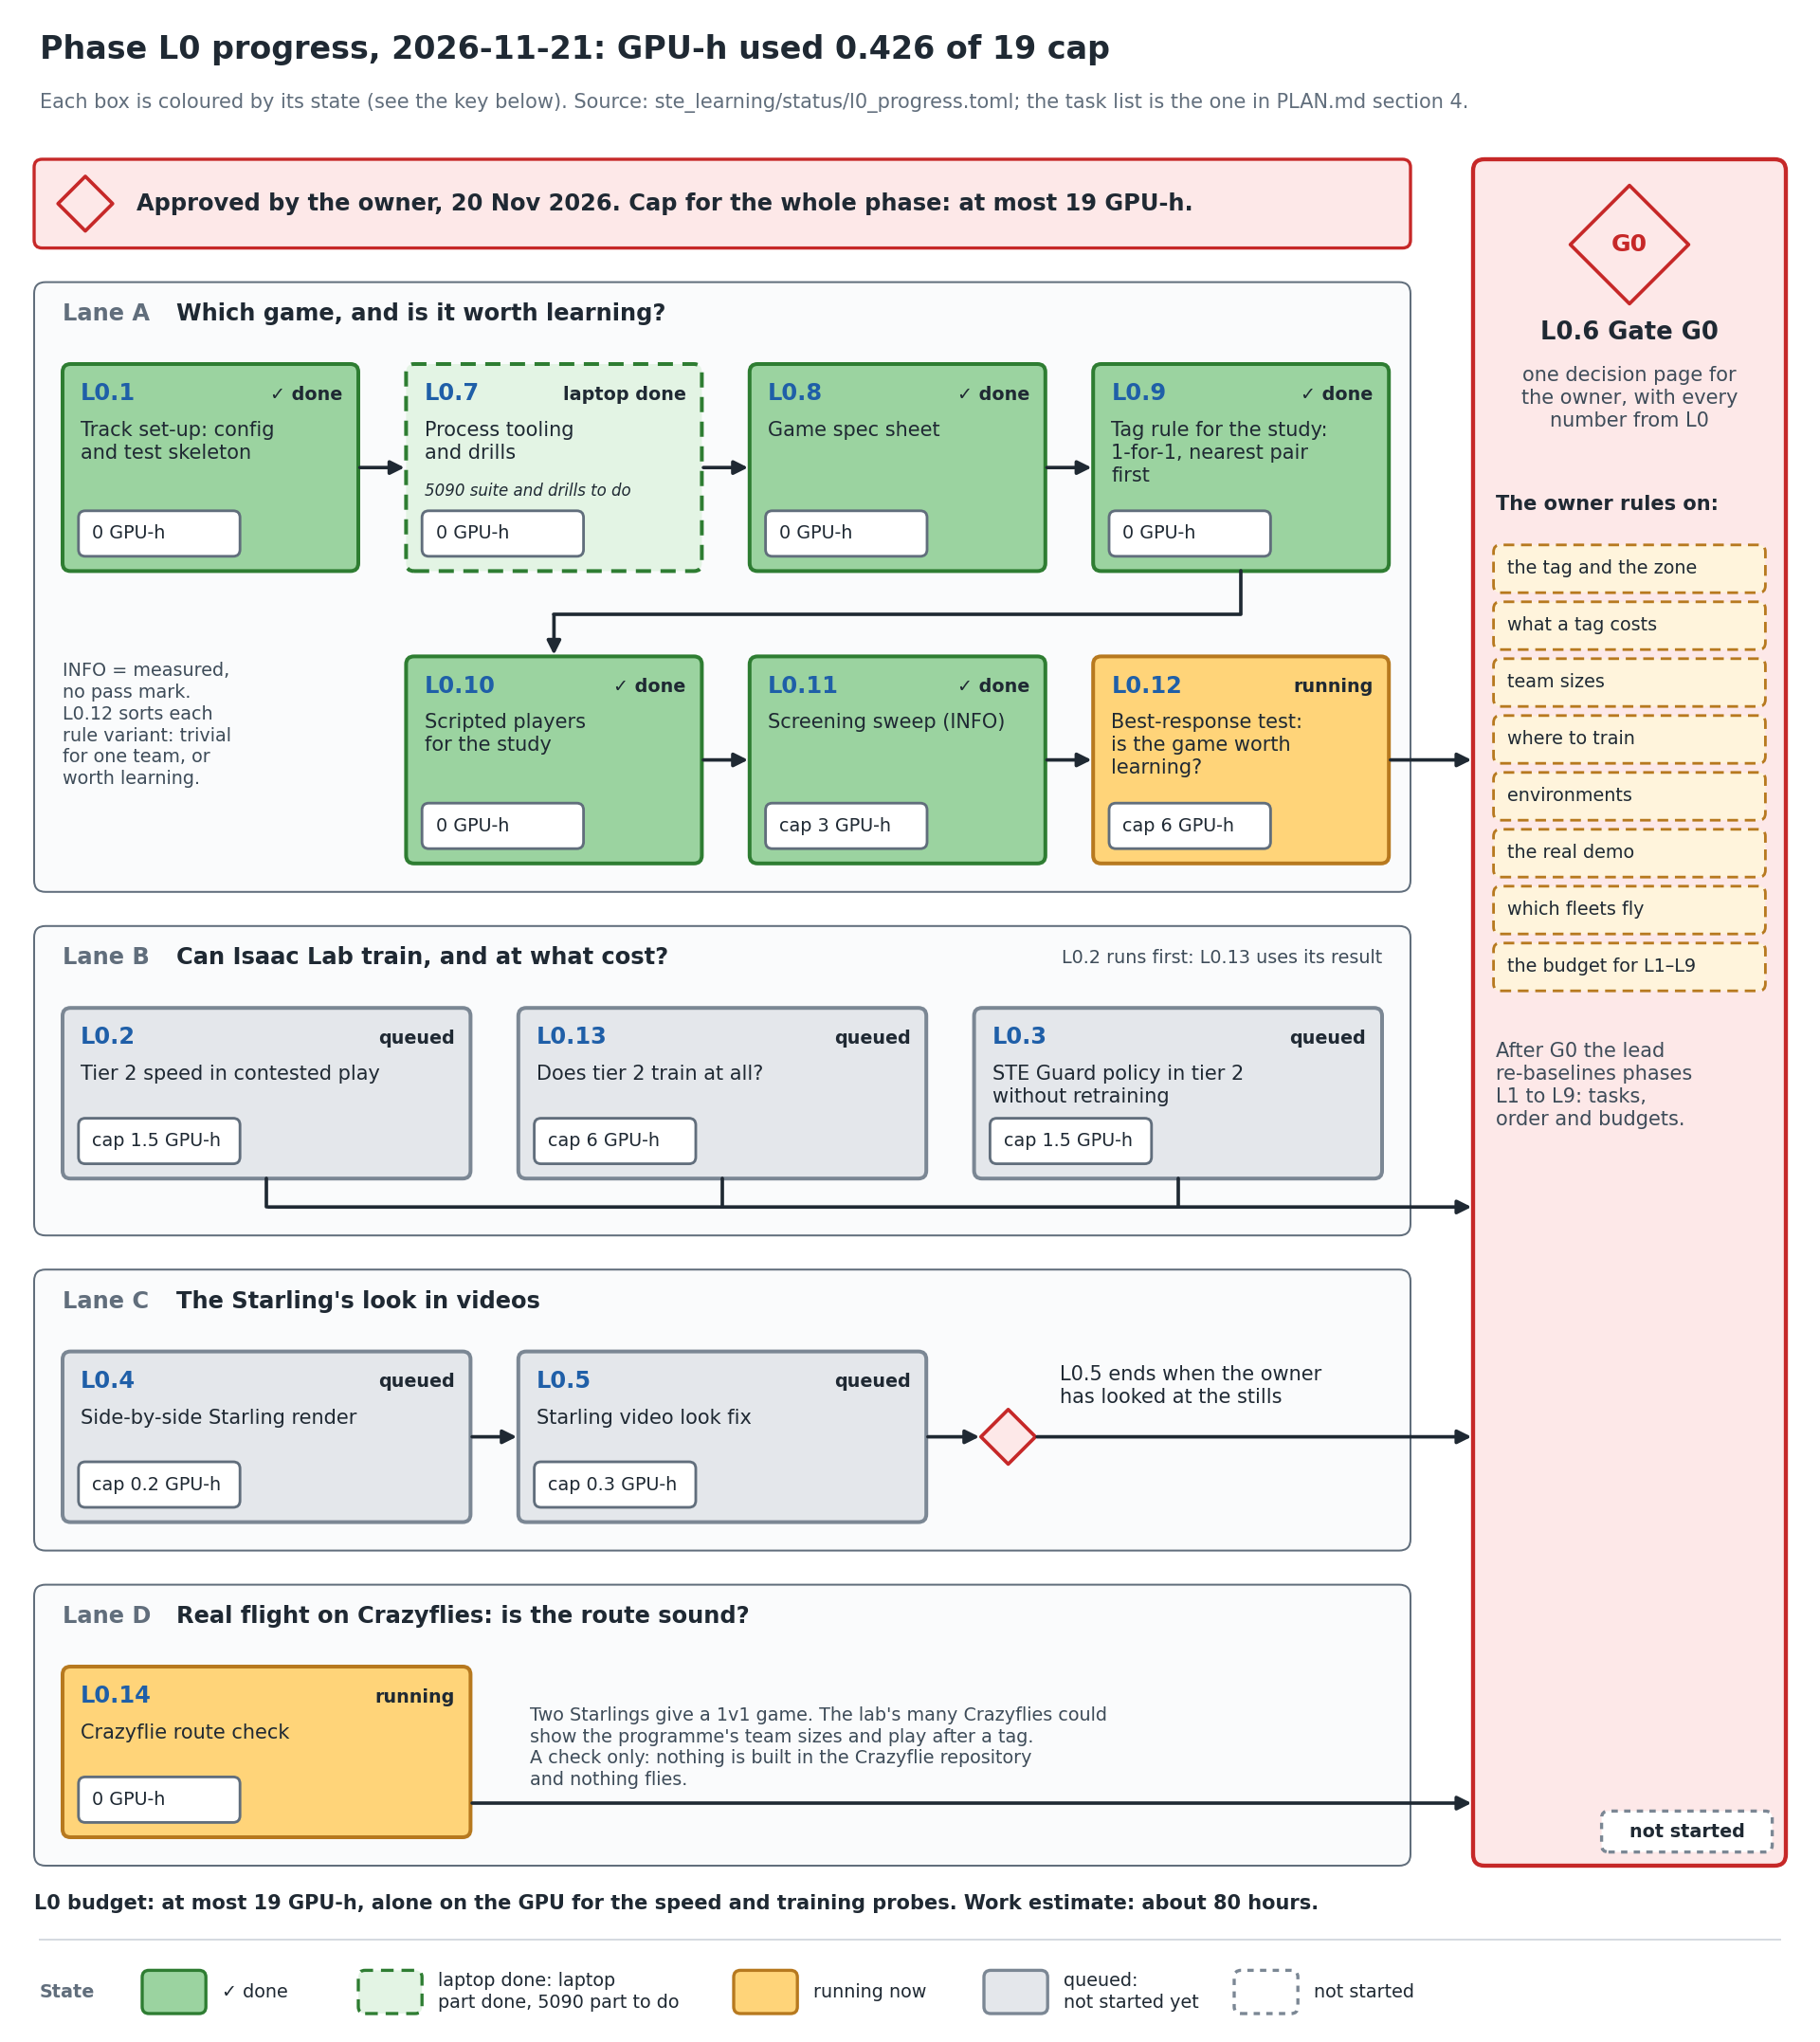 Phase L0 progress, 2026-11-21: GPU-h used 0.426 of 19 cap
Each box is coloured by its state (see the key below). Source: ste_learning/status/l0_progress.toml; the task list is the one in PLAN.md section 4.
Approved by the owner, 20 Nov 2026. Cap for the whole phase: at most 19 GPU-h.
Lane A Which game, and is it worth learning?
L0.1 ✓ done
Track set-up: config
and test skeleton
0 GPU-h
L0.7 laptop done
Process tooling
and drills
5090 suite and drills to do
0 GPU-h
L0.8 ✓ done
Game spec sheet
0 GPU-h
L0.9 ✓ done
Tag rule for the study:
1-for-1, nearest pair
first
0 GPU-h
INFO = measured,
no pass mark.
L0.12 sorts each
rule variant: trivial
for one team, or
worth learning.
L0.10 ✓ done
Scripted players
for the study
0 GPU-h
L0.11 ✓ done
Screening sweep (INFO)
cap 3 GPU-h
L0.12 running
Best-response test:
is the game worth
learning?
cap 6 GPU-h
Lane B Can Isaac Lab train, and at what cost?
L0.2 runs first: L0.13 uses its result
L0.2 queued
Tier 2 speed in contested play
cap 1.5 GPU-h
L0.13 queued
Does tier 2 train at all?
cap 6 GPU-h
L0.3 queued
STE Guard policy in tier 2
without retraining
cap 1.5 GPU-h
Lane C The Starling's look in videos
L0.4 queued
Side-by-side Starling render
cap 0.2 GPU-h
L0.5 queued
Starling video look fix
cap 0.3 GPU-h
L0.5 ends when the owner
has looked at the stills
Lane D Real flight on Crazyflies: is the route sound?
L0.14 running
Crazyflie route check
0 GPU-h
Two Starlings give a 1v1 game. The lab's many Crazyflies could
show the programme's team sizes and play after a tag.
A check only: nothing is built in the Crazyflie repository
and nothing flies.
G0
L0.6 Gate G0
one decision page for
the owner, with every
number from L0
The owner rules on:
the tag and the zone
what a tag costs
team sizes
where to train
environments
the real demo
which fleets fly
the budget for L1–L9
After G0 the lead
re-baselines phases
L1 to L9: tasks,
order and budgets.
not started
L0 budget: at most 19 GPU-h, alone on the GPU for the speed and training probes. Work estimate: about 80 hours.
State
✓ done
laptop done: laptop
part done, 5090 part to do
running now
queued:
not started yet
not started